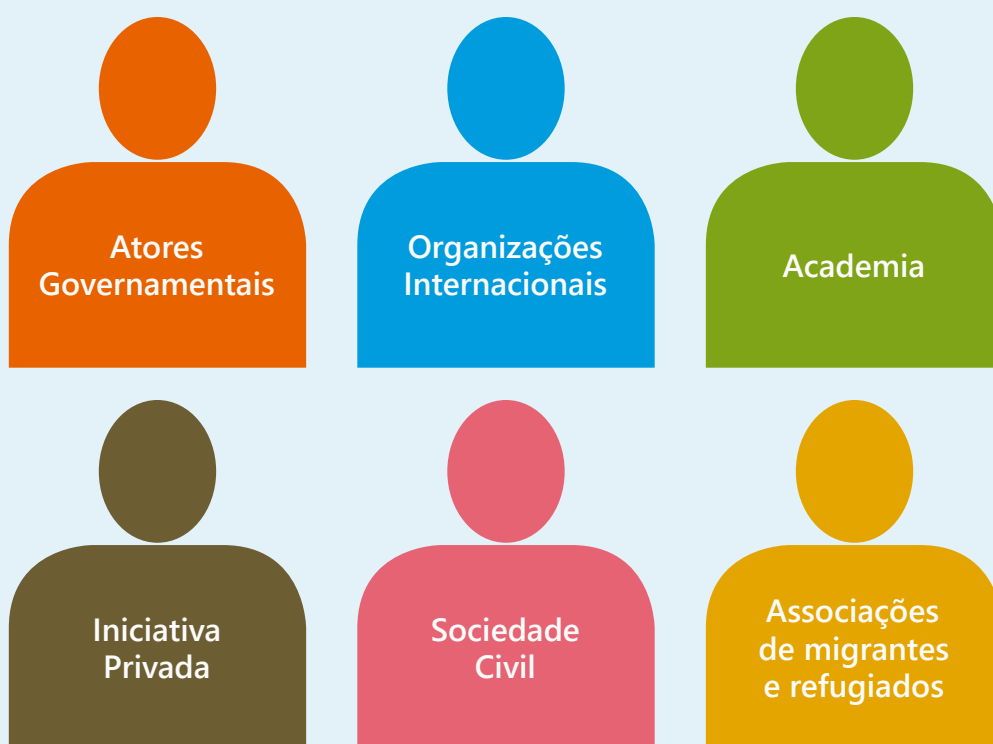 Atores
Governamentais
Organizações
Internacionais
Academia
Iniciativa
Privada
Sociedade
Civil
Associações
de migrantes
e refugiados